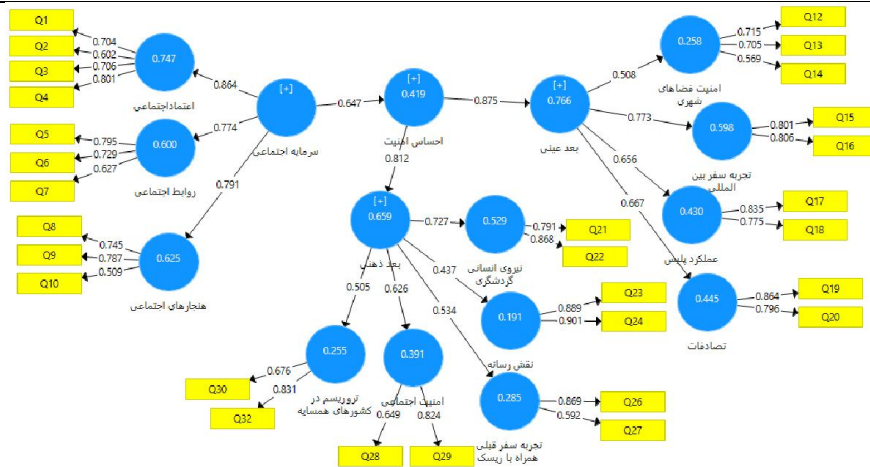 Q1
Q2
Q3
Q4
0.704
0.602
0.706
0.801
0.747
اعتماداجتماعي
0.864
Q5
Q6
Q7
0.795
0.729
0.627
0.600
روابط اجتماعی
0.774
Q8
Q9
Q10
0.745
0.787
0.509
0.625
هنجارهای اجتماعی
0.791
[+]
سرمایه اجتماعی
0.647
[+]
0.419
احساس امنیت
0.875
0.812
[+]
0.766
بعد عینی
0.508
0.258
امنیت فضاهای
شهری
0.715
0.705
0.569
Q12
Q13
Q14
0.773
0.598
تجربه سفر بین
المللی
0.801
0.806
Q15
Q16
0.656
0.430
عملکرد پلیس
0.835
0.775
Q17
Q18
0.667
0.445
تصادفات
0.864
0.796
Q19
Q20
[+]
0.659
بعد ذهنی
0.727
0.529
نیروی انسانی
گردشگری
0.791
0.868
Q21
Q22
0.437
0.191
نقش رسانه
0.889
0.901
Q23
Q24
0.534
0.285
تجربه سفر قبلی
همراه با ریسک
0.869
0.592
Q26
Q27
0.626
0.391
امنیت اجتماعی
0.649
0.824
Q28
Q29
0.505
0.255
تروریسم در
کشورهای همسایه
0.676
0.831
Q30
Q32